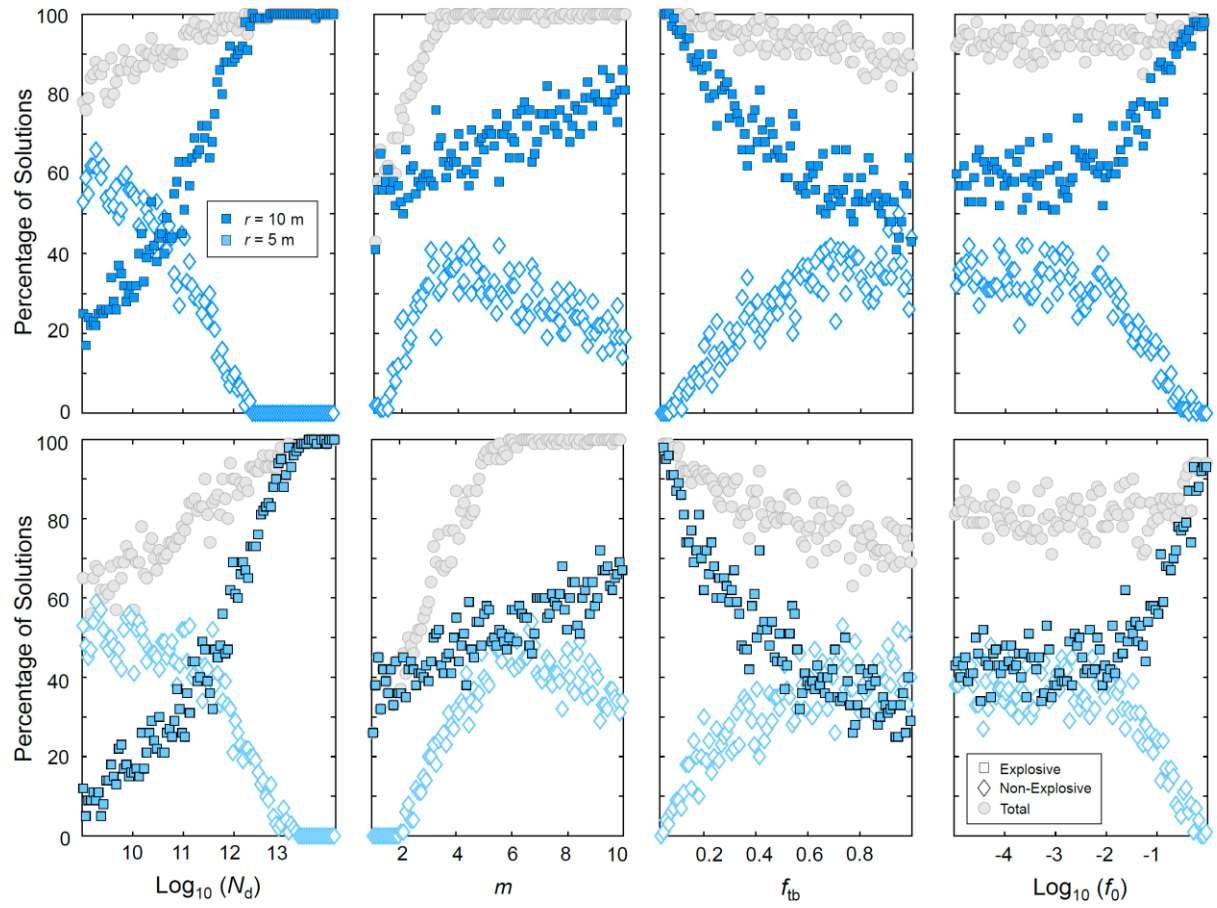 Percentage of Solutions
100
80
60
40
20
0
r = 10 m
r = 5 m
Percentage of Solutions
100
80
60
40
20
0
10 11 12 13
Log10 (Nd)
2 4 6 8 10
m
0.2 0.4 0.6 0.8
ftb
-4 -3 -2 -1
Log10 (f0)
Explosive
Non-Explosive
Total